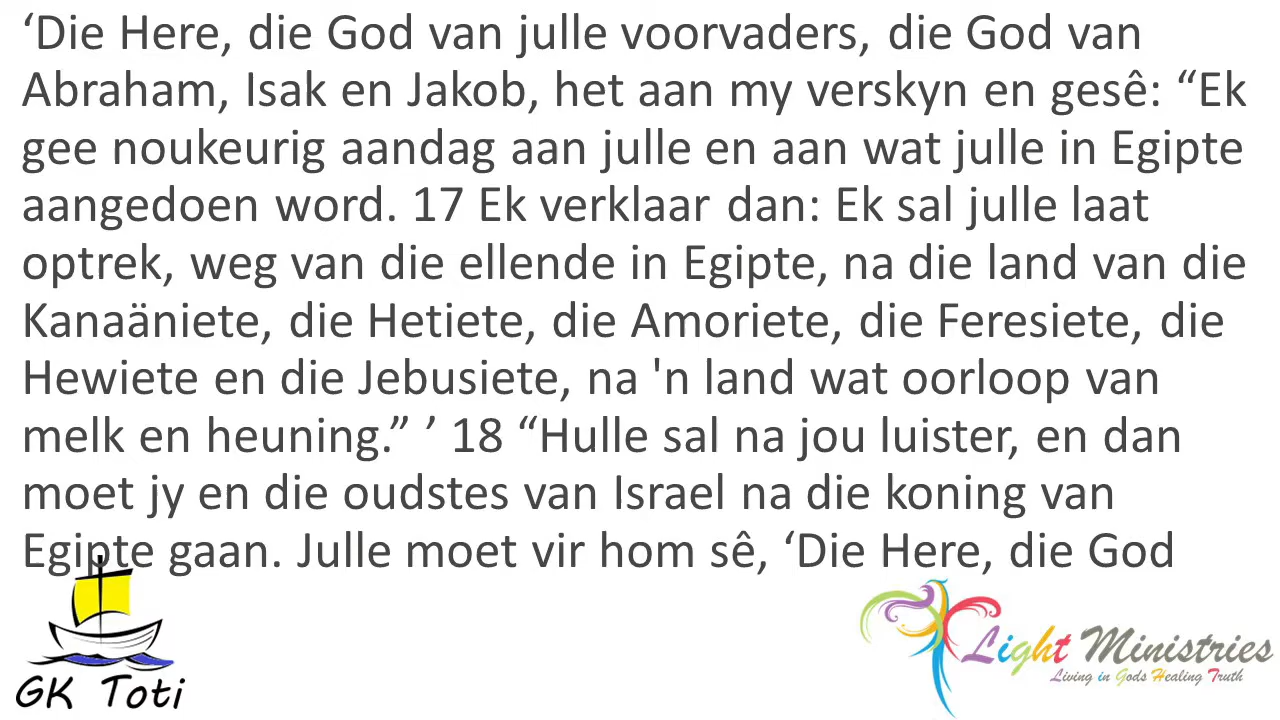 ‘Die Here, die God van julle voorvaders, die God van
Abraham, Isak en Jakob, het aan my verskyn en gesê: “Ek
gee noukeurig aandag aan julle en aan wat julle in Egipte
aangedoen word. 17 Ek verklaar dan: Ek sal julle laat
optrek, weg van die ellende in Egipte, na die land van die
Kanaäniete, die Hetiete, die Amoriete, die Feresiete, die
Hewiete en die Jebusiete, na 'n land wat oorloop van
melk en heuning.” ’ 18 “Hulle sal na jou luister, en dan
moet jy en die oudstes van Israel na die koning van
Egipte gaan. Julle moet vir hom sê, ‘Die Here, die God
GK Toti
Light Ministries
Living in Gods Healing Truth